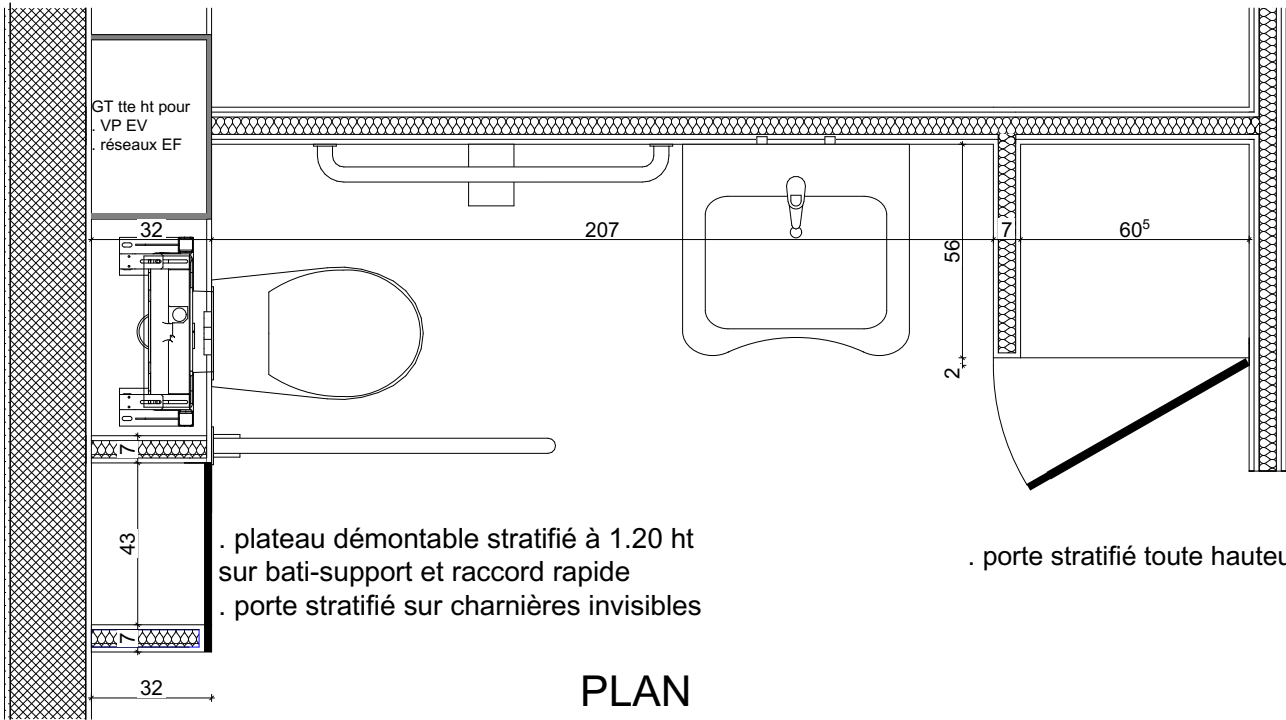 GT tte ht pour
. VP EV
. réseaux EF
32
207
7
60⁵
56
2
7
43
7
32
. plateau démontable stratifié à 1.20 ht
sur bati-support et raccord rapide
. porte stratifié sur charnières invisibles
. porte stratifié toute hauteu
PLAN